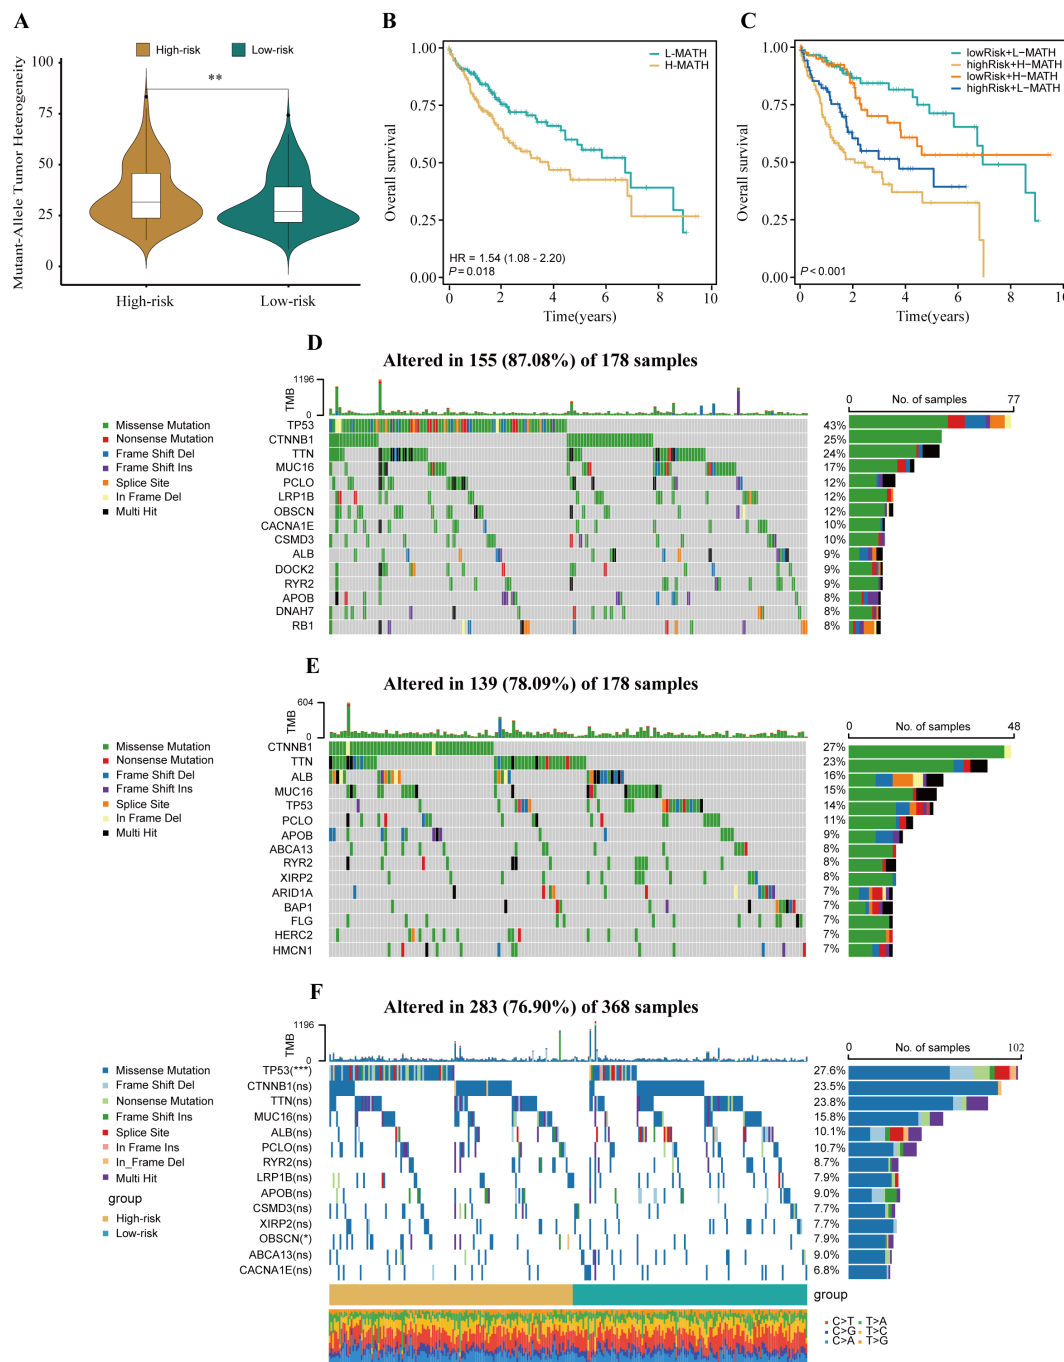 A
High-risk
Low-risk
**
Mutant-Allele Tumor Heterogeneity
100
75
50
25
0
High-risk
Low-risk
B
L-MATH
H-MATH
Overall survival
1.00
0.75
0.50
0.25
0.00
HR = 1.54 (1.08 - 2.20)
P = 0.018
0 2 4 6 8 10
Time(years)
C
lowRisk+L-MATH
highRisk+H-MATH
lowRisk+H-MATH
highRisk+L-MATH
Overall survival
1.00
0.75
0.50
0.25
0.00
P < 0.001
0 2 4 6 8 10
Time(years)
D
Altered in 155 (87.08%) of 178 samples
TMB
1196
0
0 77
No. of samples
Missense Mutation
Nonsense Mutation
Frame Shift Del
Frame Shift Ins
Splice Site
In Frame Del
Multi Hit
TP53 43%
CTNNB1 25%
TTN 24%
MUC16 17%
PCLO 12%
LRP1B 12%
OBSCN 12%
CACNA1E 10%
CSMD3 10%
ALB 9%
DOCK2 9%
RYR2 9%
APOB 8%
DNAH7 8%
RB1 8%
E
Altered in 139 (78.09%) of 178 samples
TMB
604
0
0 48
No. of samples
Missense Mutation
Nonsense Mutation
Frame Shift Del
Frame Shift Ins
Splice Site
In Frame Del
Multi Hit
CTNNB1 27%
TTN 23%
ALB 16%
MUC16 15%
TP53 14%
PCLO 11%
APOB 9%
ABCA13 8%
RYR2 8%
XIRP2 8%
ARID1A 7%
BAP1 7%
FLG 7%
HERC2 7%
HMCN1 7%
F
Altered in 283 (76.90%) of 368 samples
TMB
1196
0
0 102
No. of samples
Missense Mutation
Frame Shift Del
Nonsense Mutation
Frame Shift Ins
Splice Site
In Frame Ins
In_Frame Del
Multi Hit
group
High-risk
Low-risk
TP53(***) 27.6%
CTNNB1(ns) 23.5%
TTN(ns) 23.8%
MUC16(ns) 15.8%
ALB(ns) 10.1%
PCLO(ns) 10.7%
RYR2(ns) 8.7%
LRP1B(ns) 7.9%
APOB(ns) 9.0%
CSMD3(ns) 7.7%
XIRP2(ns) 7.7%
OBSCN(*) 7.9%
ABCA13(ns) 9.0%
CACNA1E(ns) 6.8%
group
C>T T>A
C>G T>C
C>A T>G